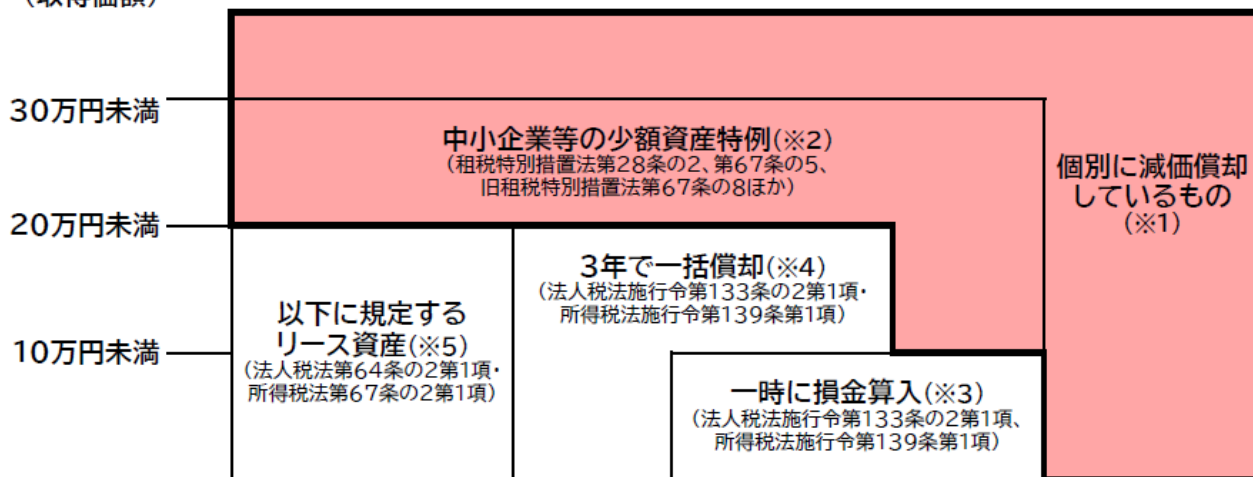 （取得価額）
30万円未満
中小企業等の少額資産特例(※2)
（租税特別措置法第28条の2、第67条の5、
旧租税特別措置法第67条の8ほか）
個別に減価償却
しているもの
（※1）
20万円未満
3年で一括償却(※4)
（法人税法施行令第133条の2第1項・
所得税法施行令第139条第1項）
以下に規定する
リース資産(※5)
（法人税法第64条の2第1項・
所得税法第67条の2第1項）
10万円未満
一時に損金算入(※3)
（法人税法施行令第133条の2第1項、
所得税法施行令第139条第1項）